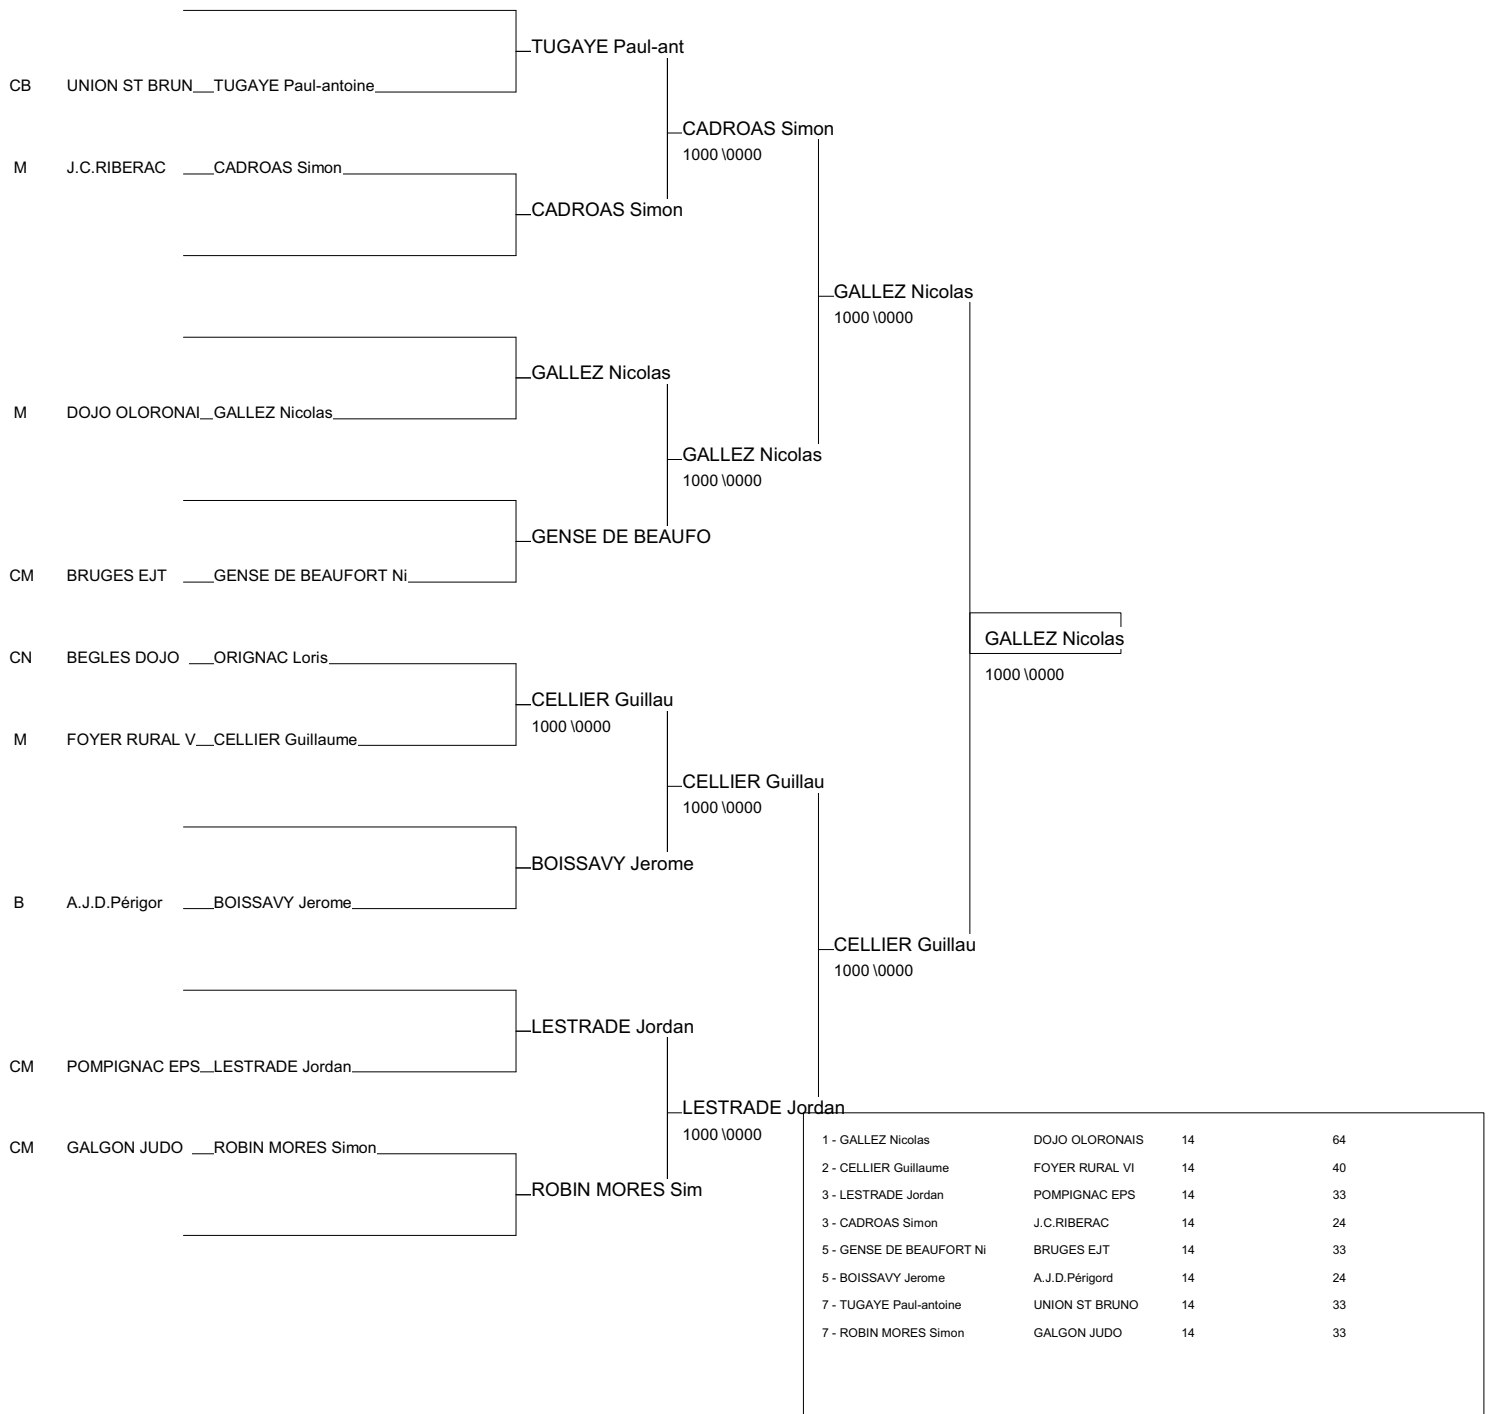 TUGAYE Paul-ant
CB UNION ST BRUN TUGAYE Paul-antoine
CADROAS Simon
1000 \0000
M J.C.RIBERAC CADROAS Simon
CADROAS Simon
GALLEZ Nicolas
1000 \0000
GALLEZ Nicolas
M DOJO OLORONAI GALLEZ Nicolas
GALLEZ Nicolas
1000 \0000
GENSE DE BEAUFO
CM BRUGES EJT GENSE DE BEAUFORT Ni
GALLEZ Nicolas
1000 \0000
CN BEGLES DOJO ORIGNAC Loris
CELLIER Guillau
1000 \0000
M FOYER RURAL V CELLIER Guillaume
CELLIER Guillau
1000 \0000
BOISSAVY Jerome
B A.J.D.Périgor BOISSAVY Jerome
CELLIER Guillau
1000 \0000
LESTRADE Jordan
CM POMPIGNAC EPS LESTRADE Jordan
LESTRADE Jordan
1000 \0000
CM GALGON JUDO ROBIN MORES Simon
ROBIN MORES Sim
1 - GALLEZ Nicolas DOJO OLORONAIS 14 64
2 - CELLIER Guillaume FOYER RURAL VI 14 40
3 - LESTRADE Jordan POMPIGNAC EPS 14 33
3 - CADROAS Simon J.C.RIBERAC 14 24
5 - GENSE DE BEAUFORT Ni BRUGES EJT 14 33
5 - BOISSAVY Jerome A.J.D.Périgord 14 24
7 - TUGAYE Paul-antoine UNION ST BRUNO 14 33
7 - ROBIN MORES Simon GALGON JUDO 14 33